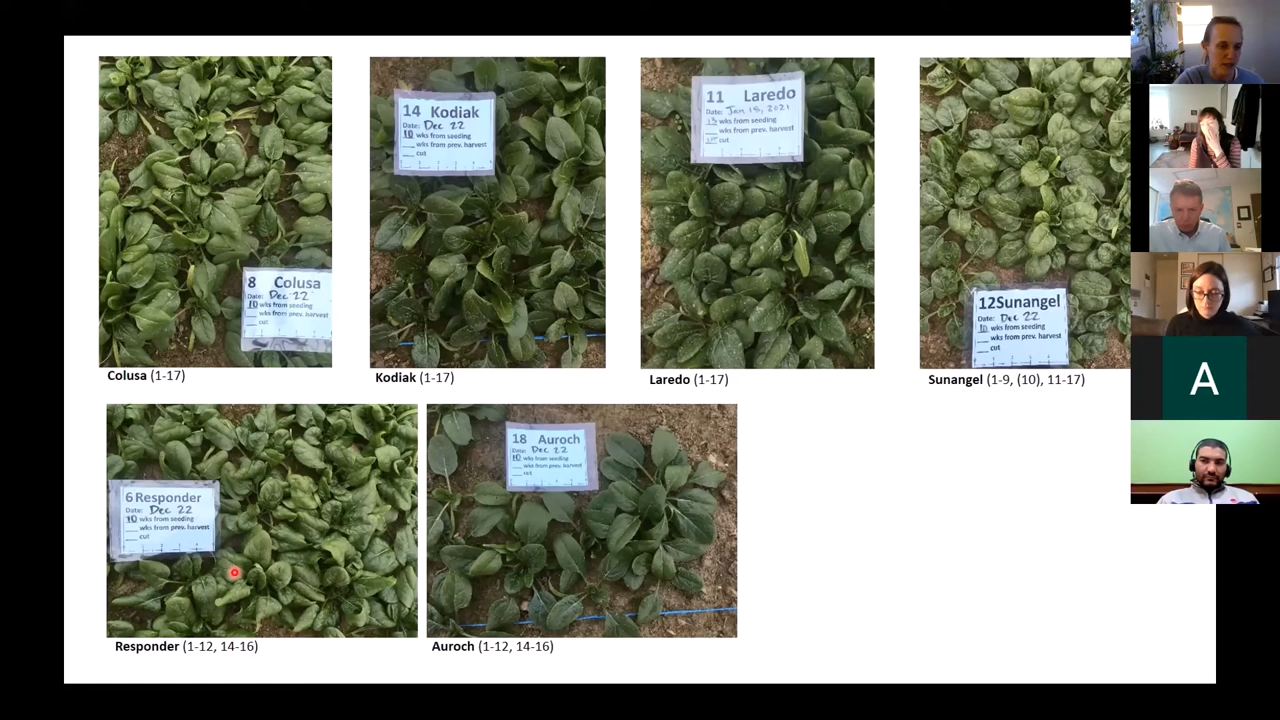 8 Colusa
Date: Dec 22
10 wks from seeding
wks from prev. harvest
cut
Colusa (1-17)
14 Kodiak
Date: Dec 22
10 wks from seeding
wks from prev. harvest
cut
Kodiak (1-17)
11 Laredo
Date: Jan 15, 2021
13 wks from seeding
wks from prev. harvest
cut
Laredo (1-17)
12 Sunangel
Date: Dec 22
10 wks from seeding
wks from prev. harvest
cut
Sunangel (1-9, (10), 11-17)
6 Responder
Date: Dec 22
10 wks from seeding
wks from prev. harvest
cut
Responder (1-12, 14-16)
18 Auroch
Date: Dec 22
10 wks from seeding
wks from prev. harvest
cut
Auroch (1-12, 14-16)
A